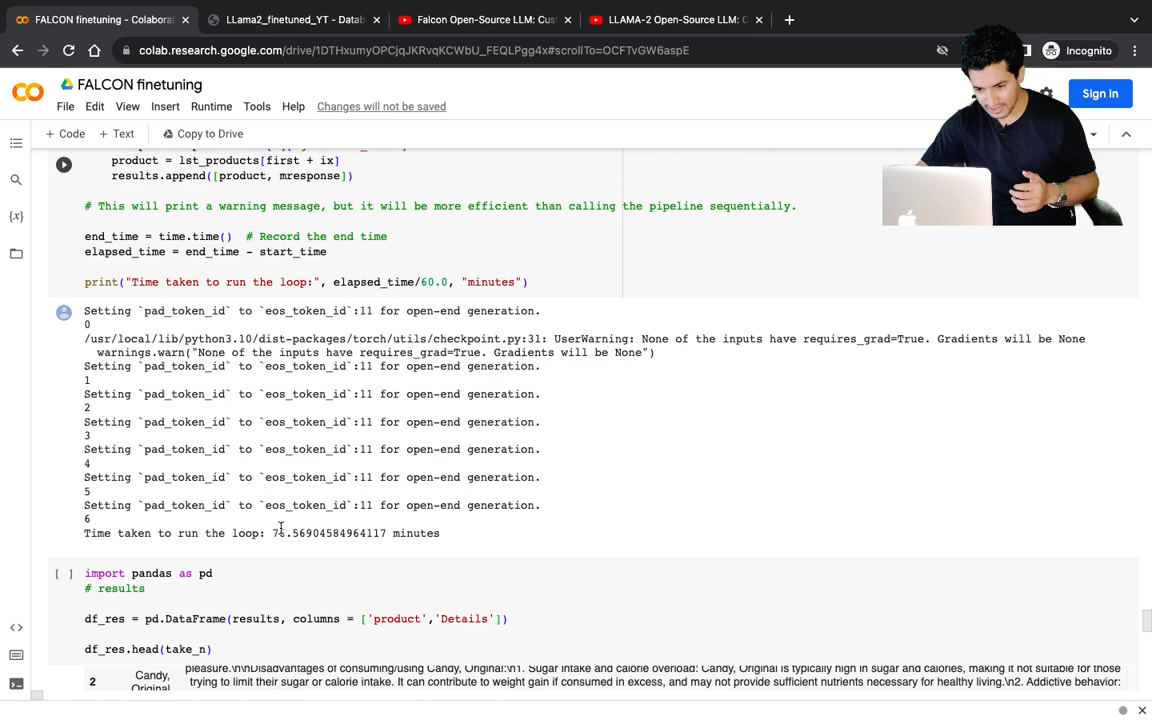 FALCON finetuning - Colaborat
LLama2_finetuned_YT - Datab
Falcon Open-Source LLM: Cus
LLAMA-2 Open-Source LLM: C
colab.research.google.com/drive/1DTHxumyOPCjqJKRvqKCWbU_FEQLPgg4x#scrollTo=OCFTvGW6aspE
Incognito
FALCON finetuning
File Edit View Insert Runtime Tools Help Changes will not be saved
Sign in
+ Code + Text Copy to Drive
product = lst_products[first + ix]
results.append([product, mresponse])
# This will print a warning message, but it will be more efficient than calling the pipeline sequentially.
end_time = time.time() # Record the end time
elapsed_time = end_time - start_time
print("Time taken to run the loop:", elapsed_time/60.0, "minutes")
Setting `pad_token_id` to `eos_token_id`:11 for open-end generation.
0
/usr/local/lib/python3.10/dist-packages/torch/utils/checkpoint.py:31: UserWarning: None of the inputs have requires_grad=True. Gradients will be None
warnings.warn("None of the inputs have requires_grad=True. Gradients will be None")
Setting `pad_token_id` to `eos_token_id`:11 for open-end generation.
1
Setting `pad_token_id` to `eos_token_id`:11 for open-end generation.
2
Setting `pad_token_id` to `eos_token_id`:11 for open-end generation.
3
Setting `pad_token_id` to `eos_token_id`:11 for open-end generation.
4
Setting `pad_token_id` to `eos_token_id`:11 for open-end generation.
5
Setting `pad_token_id` to `eos_token_id`:11 for open-end generation.
6
Time taken to run the loop: minutes
[ ] import pandas as pd
# results
df_res = pd.DataFrame(results, columns = ['product','Details'])
df_res.head(take_n)
pleasure.\n\nDisadvantages of consuming/using Candy, Original:\n1. Sugar intake and calorie overload: Candy, Original is typically high in sugar and calories, making it not suitable for those
2 Candy, Original trying to limit their sugar or calorie intake. It can contribute to weight gain if consumed in excess, and may not provide sufficient nutrients necessary for healthy living.\n2. Addictive behavior: